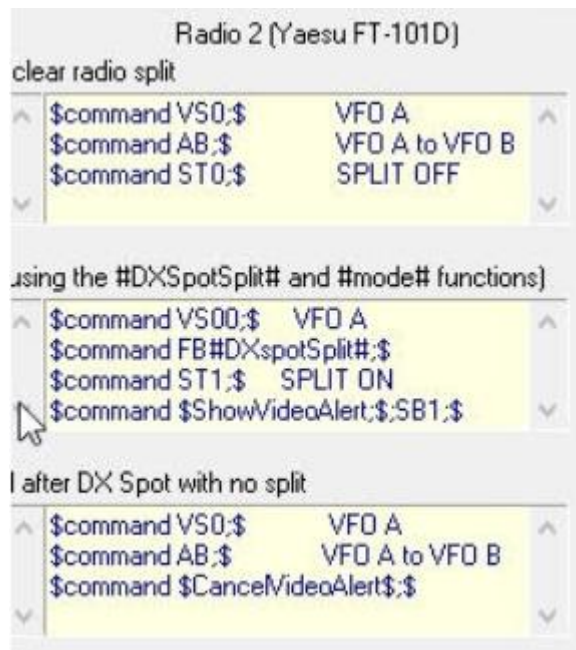 Radio 2 (Yaesu FT-101D)
clear radio split
$command VS0;$ VFO A
$command AB;$ VFO A to VFO B
$command ST0;$ SPLIT OFF
using the #DXSpotSplit# and #mode# functions)
$command VS00;$ VFO A
$command FB#DXspotSplit#;$
$command ST1;$ SPLIT ON
$command $ShowVideoAlert;$;SB1;$
l after DX Spot with no split
$command VS0;$ VFO A
$command AB;$ VFO A to VFO B
$command $CancelVideoAlert$;$